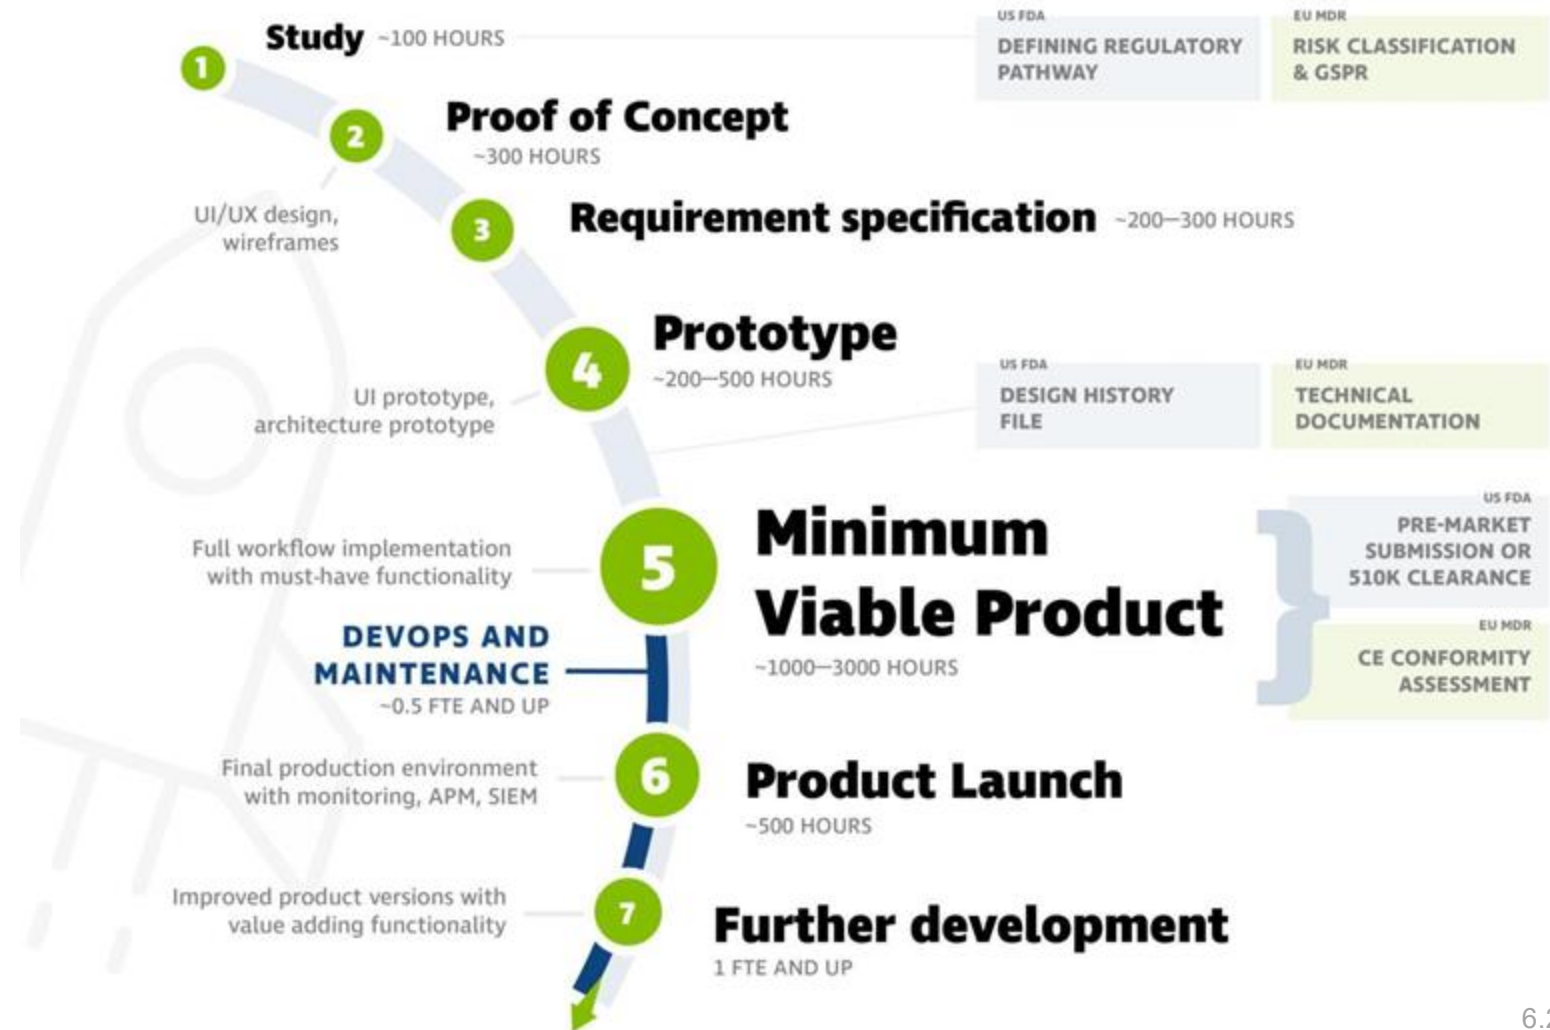 1
Study ~100 HOURS
US FDA
DEFINING REGULATORY
PATHWAY
EU MDR
RISK CLASSIFICATION
& GSPR
2
Proof of Concept
~300 HOURS
UI/UX design,
wireframes
3
Requirement specification ~200—300 HOURS
4
Prototype
~200—500 HOURS
UI prototype,
architecture prototype
US FDA
DESIGN HISTORY
FILE
EU MDR
TECHNICAL
DOCUMENTATION
5
Minimum
Viable Product
~1000—3000 HOURS
Full workflow implementation
with must-have functionality
US FDA
PRE-MARKET
SUBMISSION OR
510K CLEARANCE
EU MDR
CE CONFORMITY
ASSESSMENT
DEVOPS AND
MAINTENANCE
~0.5 FTE AND UP
6
Product Launch
~500 HOURS
Final production environment
with monitoring, APM, SIEM
7
Further development
1 FTE AND UP
Improved product versions with
value adding functionality